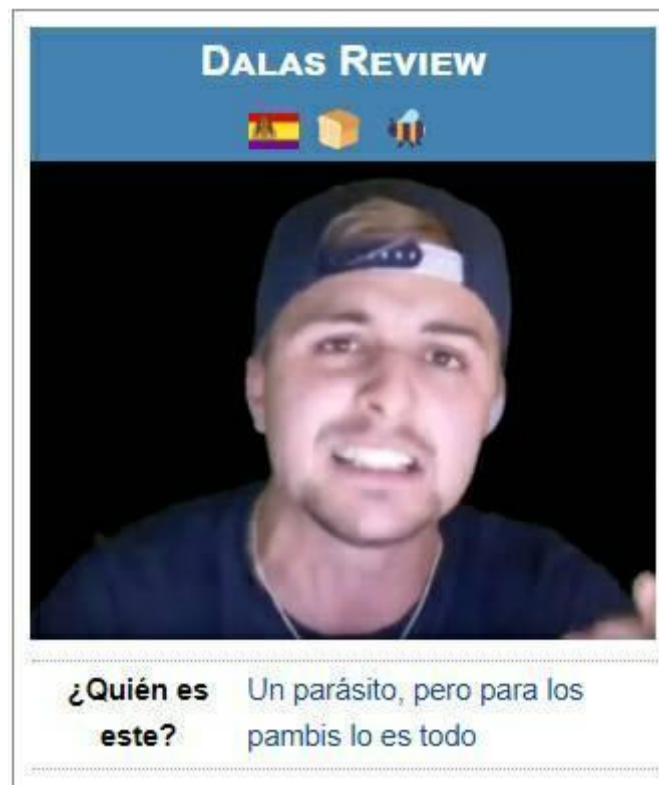 DALAS REVIEW
¿Quién es
este?
Un parásito, pero para los
pambis lo es todo